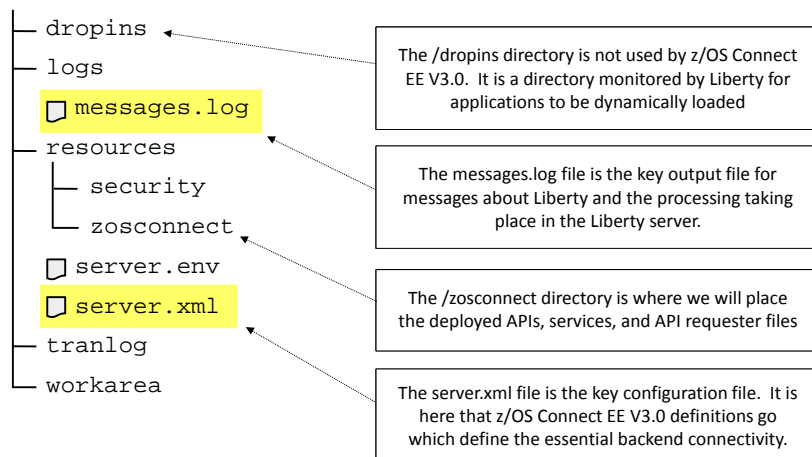 dropins
logs
messages.log
resources
security
zosconnect
server.env
server.xml
tranlog
workarea
The /dropins directory is not used by z/OS Connect
EE V3.0. It is a directory monitored by Liberty for
applications to be dynamically loaded
The messages.log file is the key output file for
messages about Liberty and the processing taking
place in the Liberty server.
The /zosconnect directory is where we will place
the deployed APIs, services, and API requester files
The server.xml file is the key configuration file. It is
here that z/OS Connect EE V3.0 definitions go
which define the essential backend connectivity.